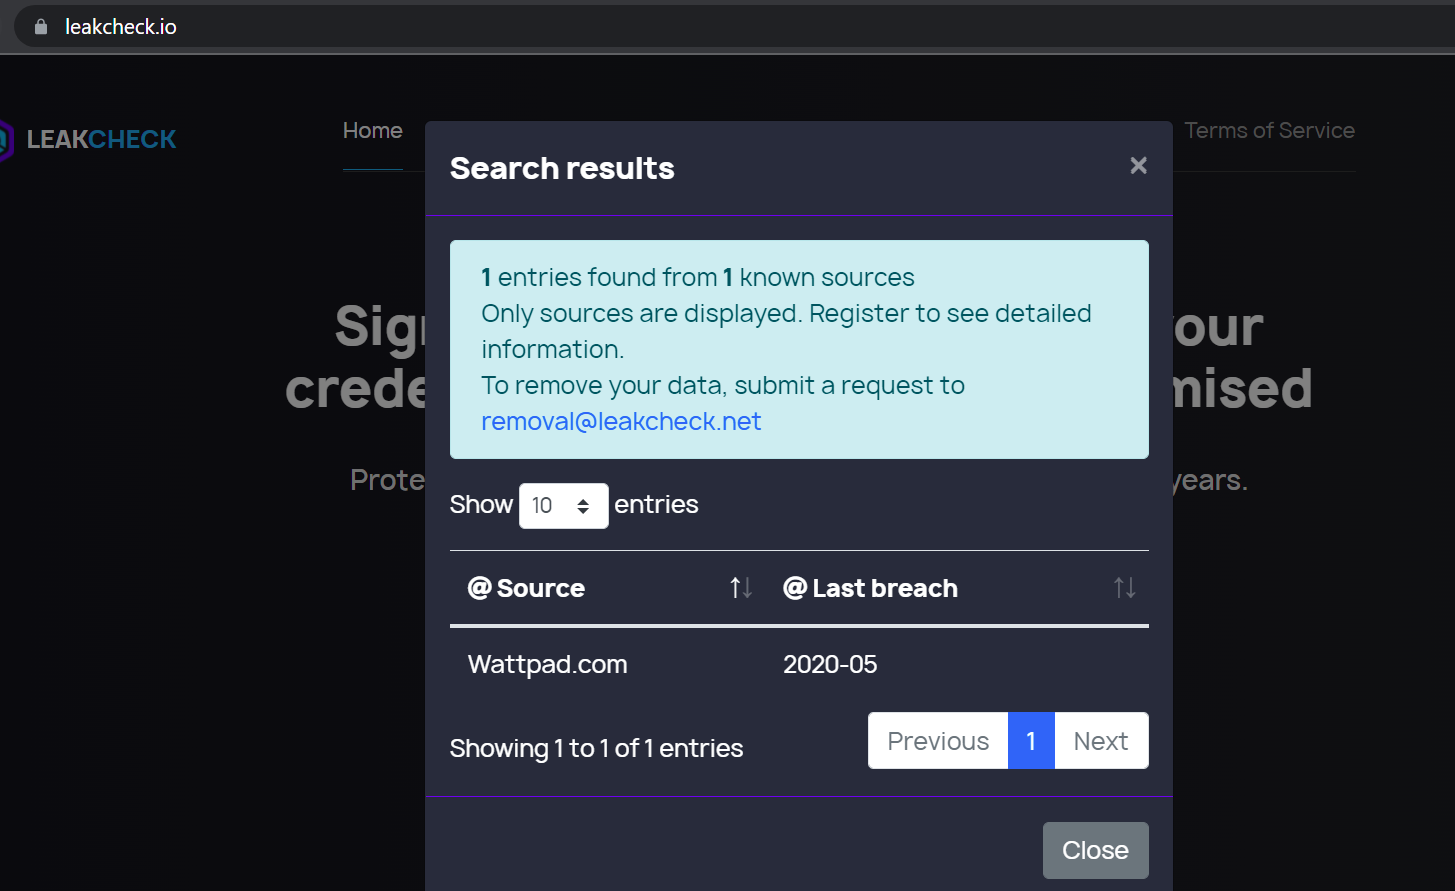 leakcheck.io
LEAKCHECK
Home
Terms of Service
Search results
1 entries found from 1 known sources
Only sources are displayed. Register to see detailed
information.
To remove your data, submit a request to
removal@leakcheck.net
Show 10 entries
@ Source
@ Last breach
Wattpad.com
2020-05
Showing 1 to 1 of 1 entries
Previous 1 Next
Close
years.